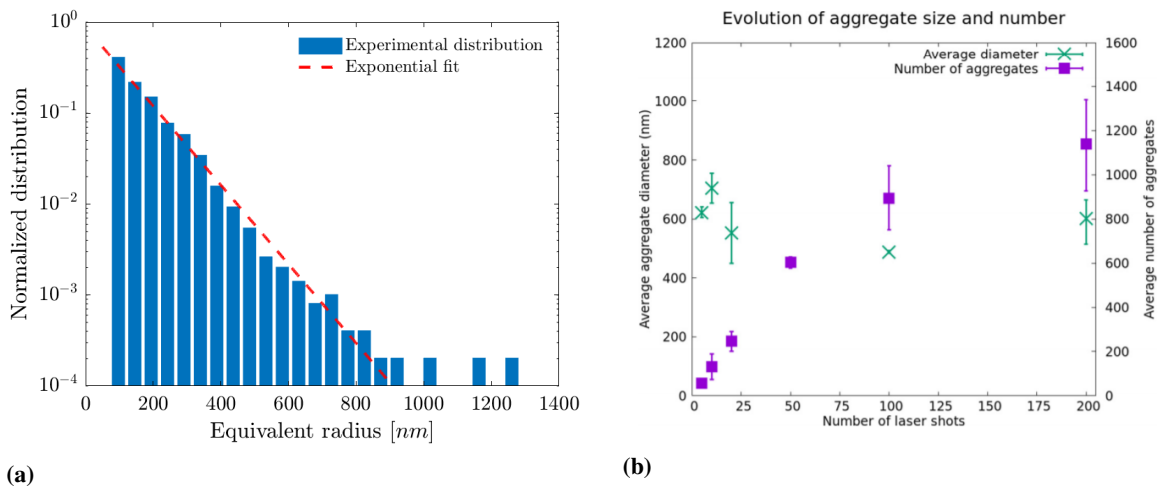 Normalized distribution
10^0
10^-1
10^-2
10^-3
10^-4
0 200 400 600 800 1000 1200 1400
Equivalent radius [nm]
Experimental distribution
Exponential fit
(a)
Evolution of aggregate size and number
Average diameter
Number of aggregates
Average aggregate diameter (nm)
1200
1000
800
600
400
200
0
0 25 50 75 100 125 150 175 200
Number of laser shots
1600
1400
1200
1000
800
600
400
200
0
Average number of aggregates
(b)